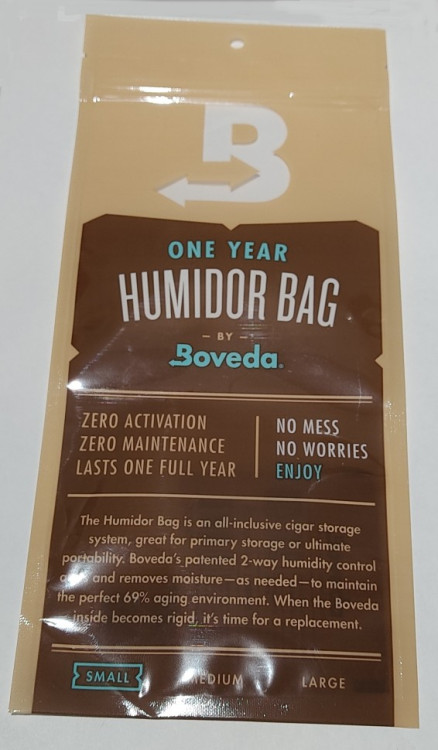 B
ONE YEAR
HUMIDOR BAG
– BY –
Boveda®
ZERO ACTIVATION
ZERO MAINTENANCE
LASTS ONE FULL YEAR
NO MESS
NO WORRIES
ENJOY
The Humidor Bag is an all-inclusive cigar storage
system, great for primary storage or ultimate
portability. Boveda's patented 2-way humidity control
and removes moisture—as needed—to maintain
the perfect 69% aging environment. When the Boveda
inside becomes rigid, it's time for a replacement.
SMALL MEDIUM LARGE